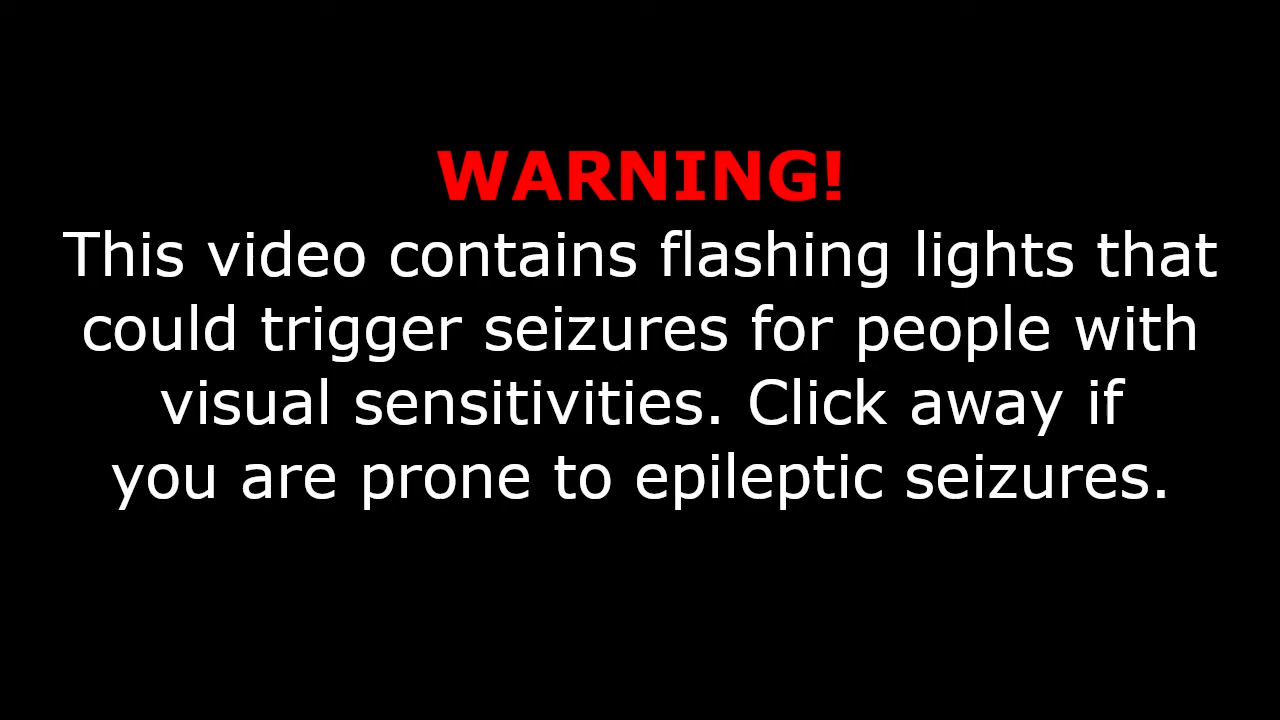 WARNING!
This video contains flashing lights that
could trigger seizures for people with
visual sensitivities. Click away if
you are prone to epileptic seizures.